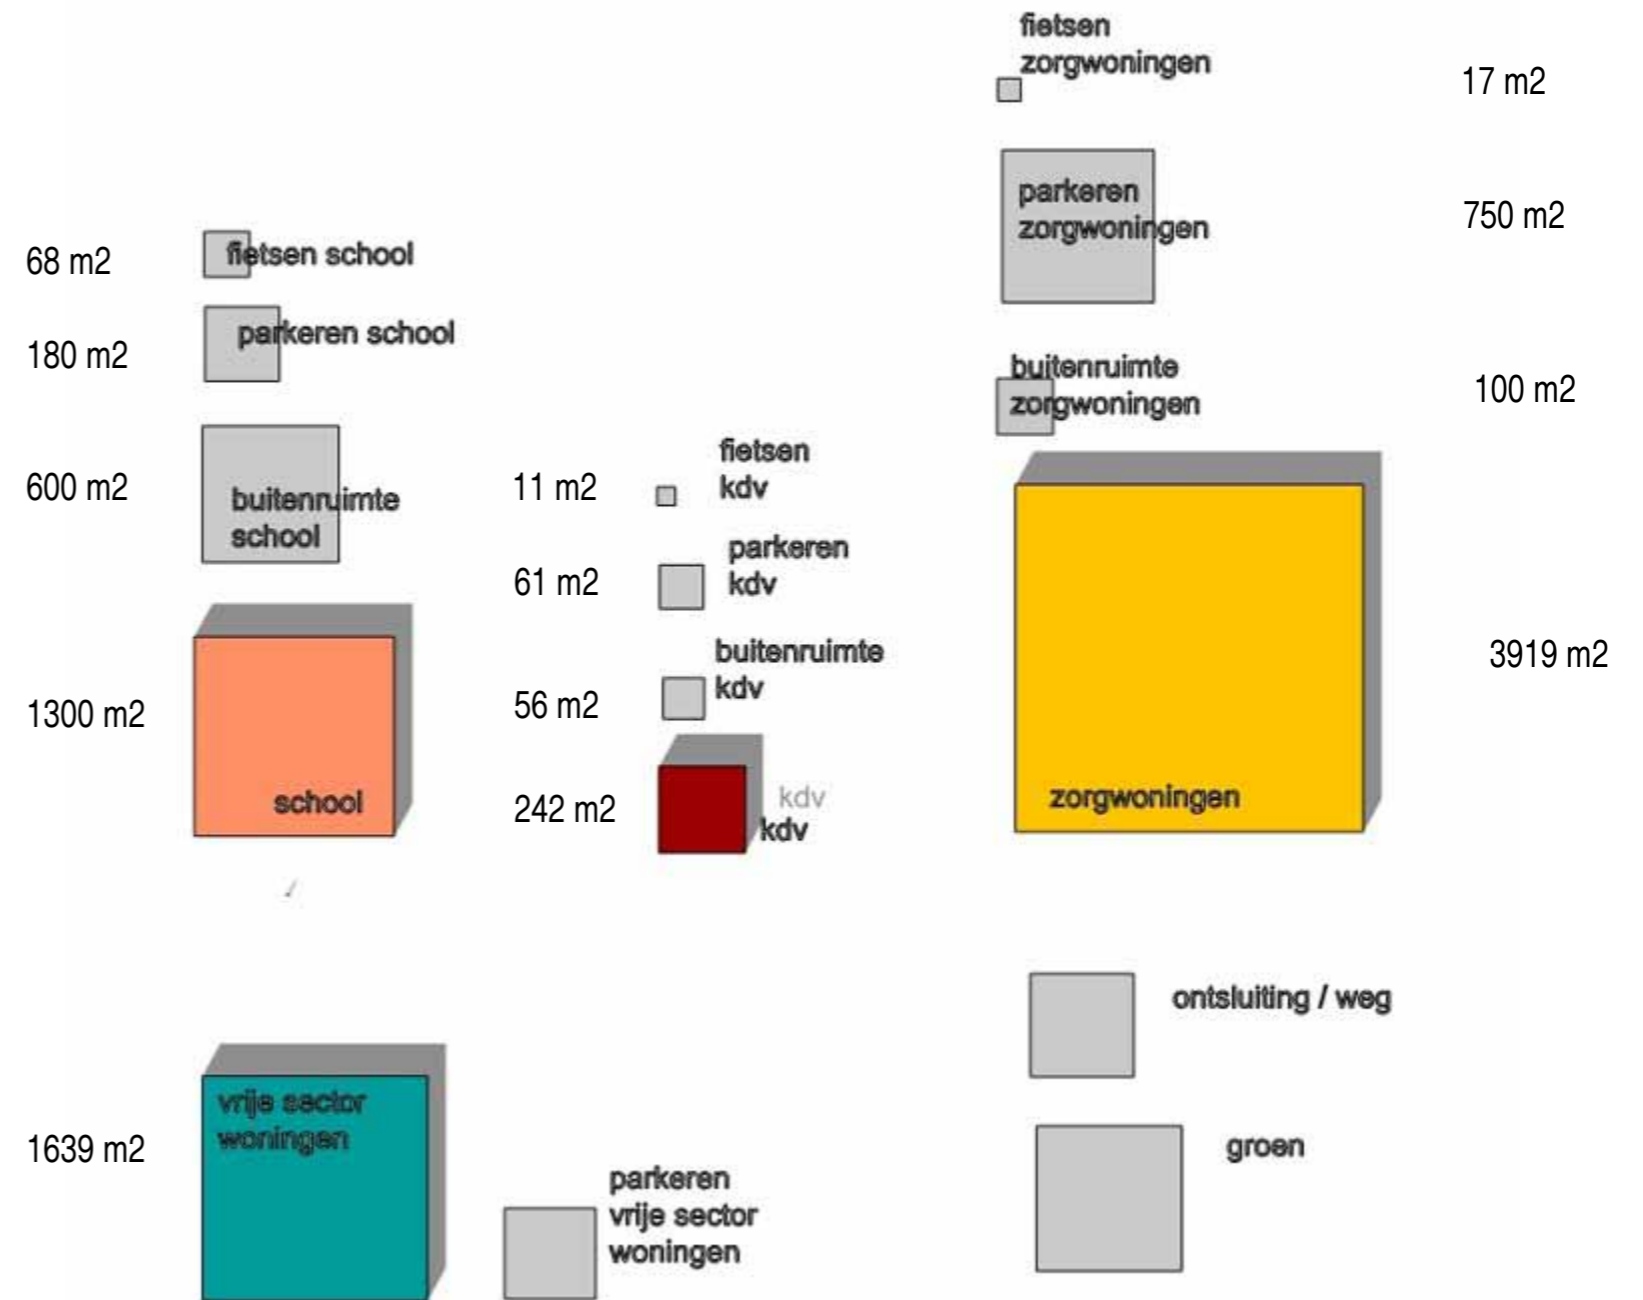 fietsen
zorgwoningen
17 m2
parkeren
zorgwoningen
750 m2
68 m2
fietsen school
180 m2
parkeren school
buitenruimte
zorgwoningen
100 m2
600 m2
buitenruimte
school
11 m2
fietsen
kdv
61 m2
parkeren
kdv
56 m2
buitenruimte
kdv
1300 m2
school
242 m2
kdv
kdv
zorgwoningen
3919 m2
ontsluiting / weg
1639 m2
vrije sector
woningen
parkeren
vrije sector
woningen
groen